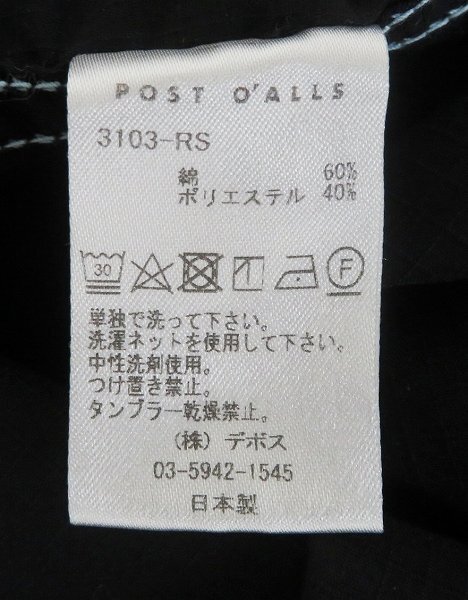 POST O'ALLS
3103-RS
綿 60%
ポリエステル 40%
30 F
単独で洗って下さい。
洗濯ネットを使用して下さい。
中性洗剤使用。
つけ置き禁止。
タンブラー乾燥禁止。
（株）デボス
03-5942-1545
日本製